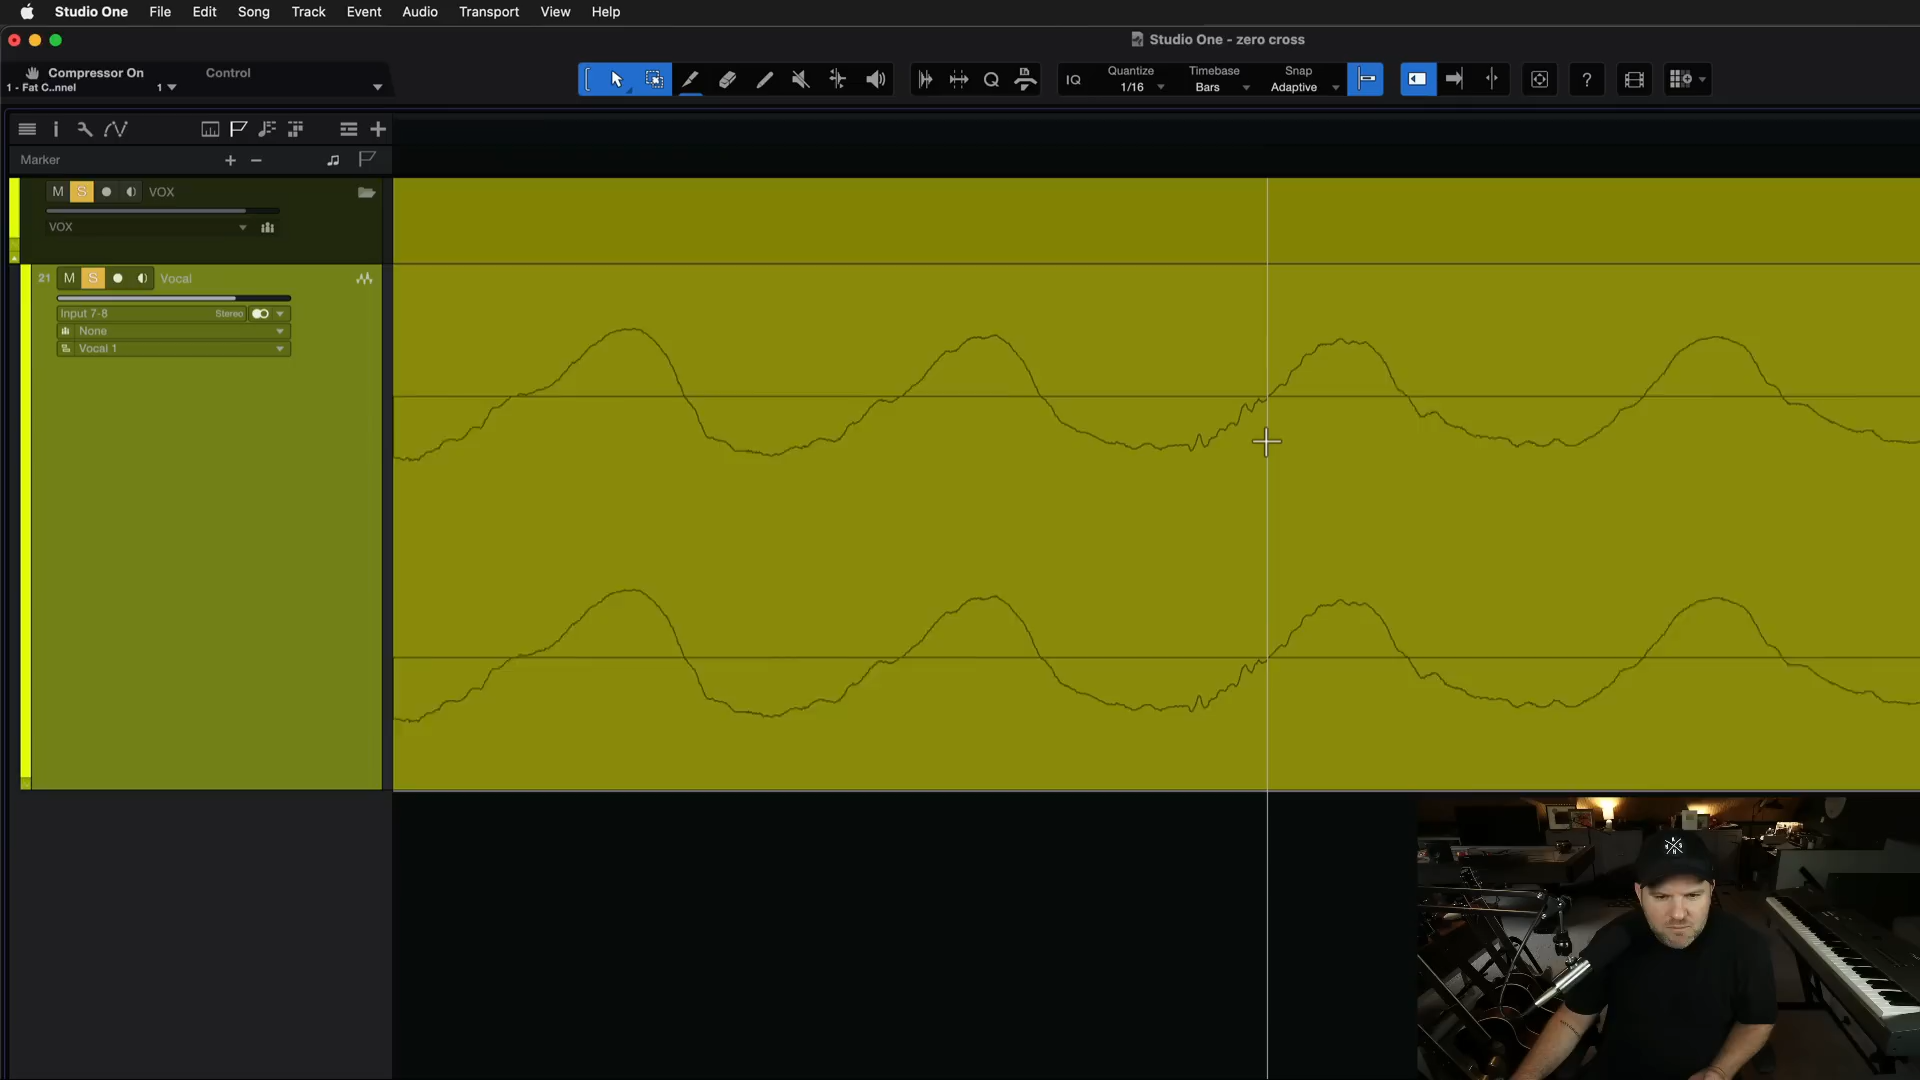 Studio One File Edit Song Track Event Audio Transport View Help
Studio One - zero cross
Compressor On Control
1 - Fat C..nnel 1
IQ Quantize Timebase Snap ?
1/16 Bars Adaptive
Marker + −
M S VOX
VOX
21 M S Vocal
Input 7-8 Stereo
None
Vocal 1